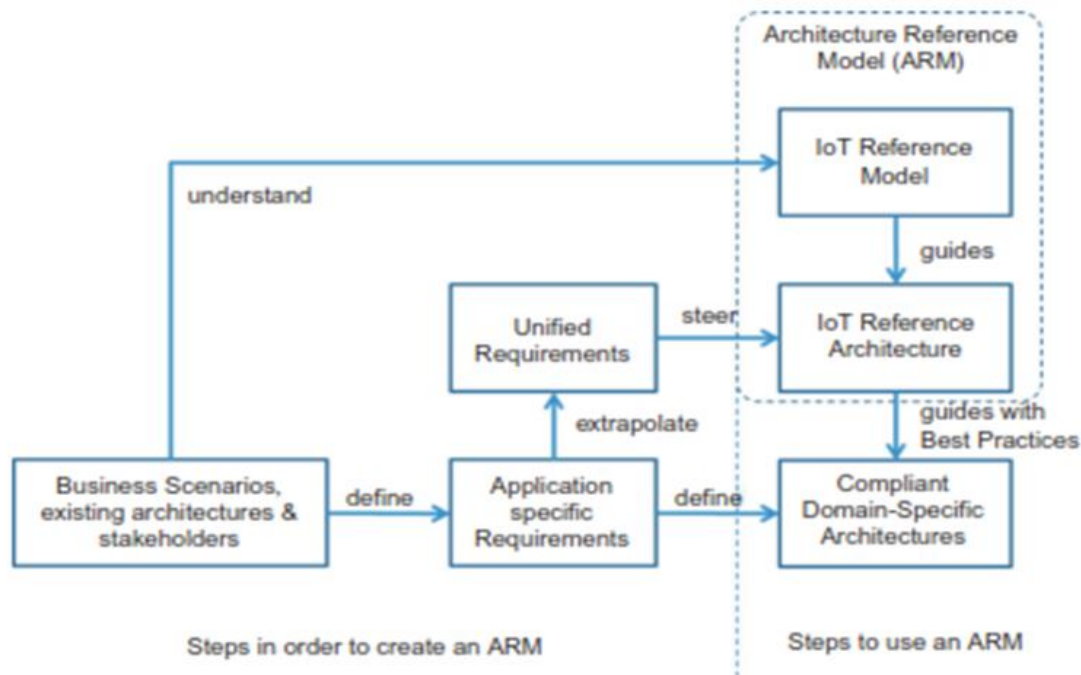 Architecture Reference
Model (ARM)
IoT Reference
Model
understand
guides
Unified
Requirements
steer
IoT Reference
Architecture
extrapolate
guides with
Best Practices
Business Scenarios,
existing architectures &
stakeholders
define
Application
specific
Requirements
define
Compliant
Domain-Specific
Architectures
Steps in order to create an ARM
Steps to use an ARM